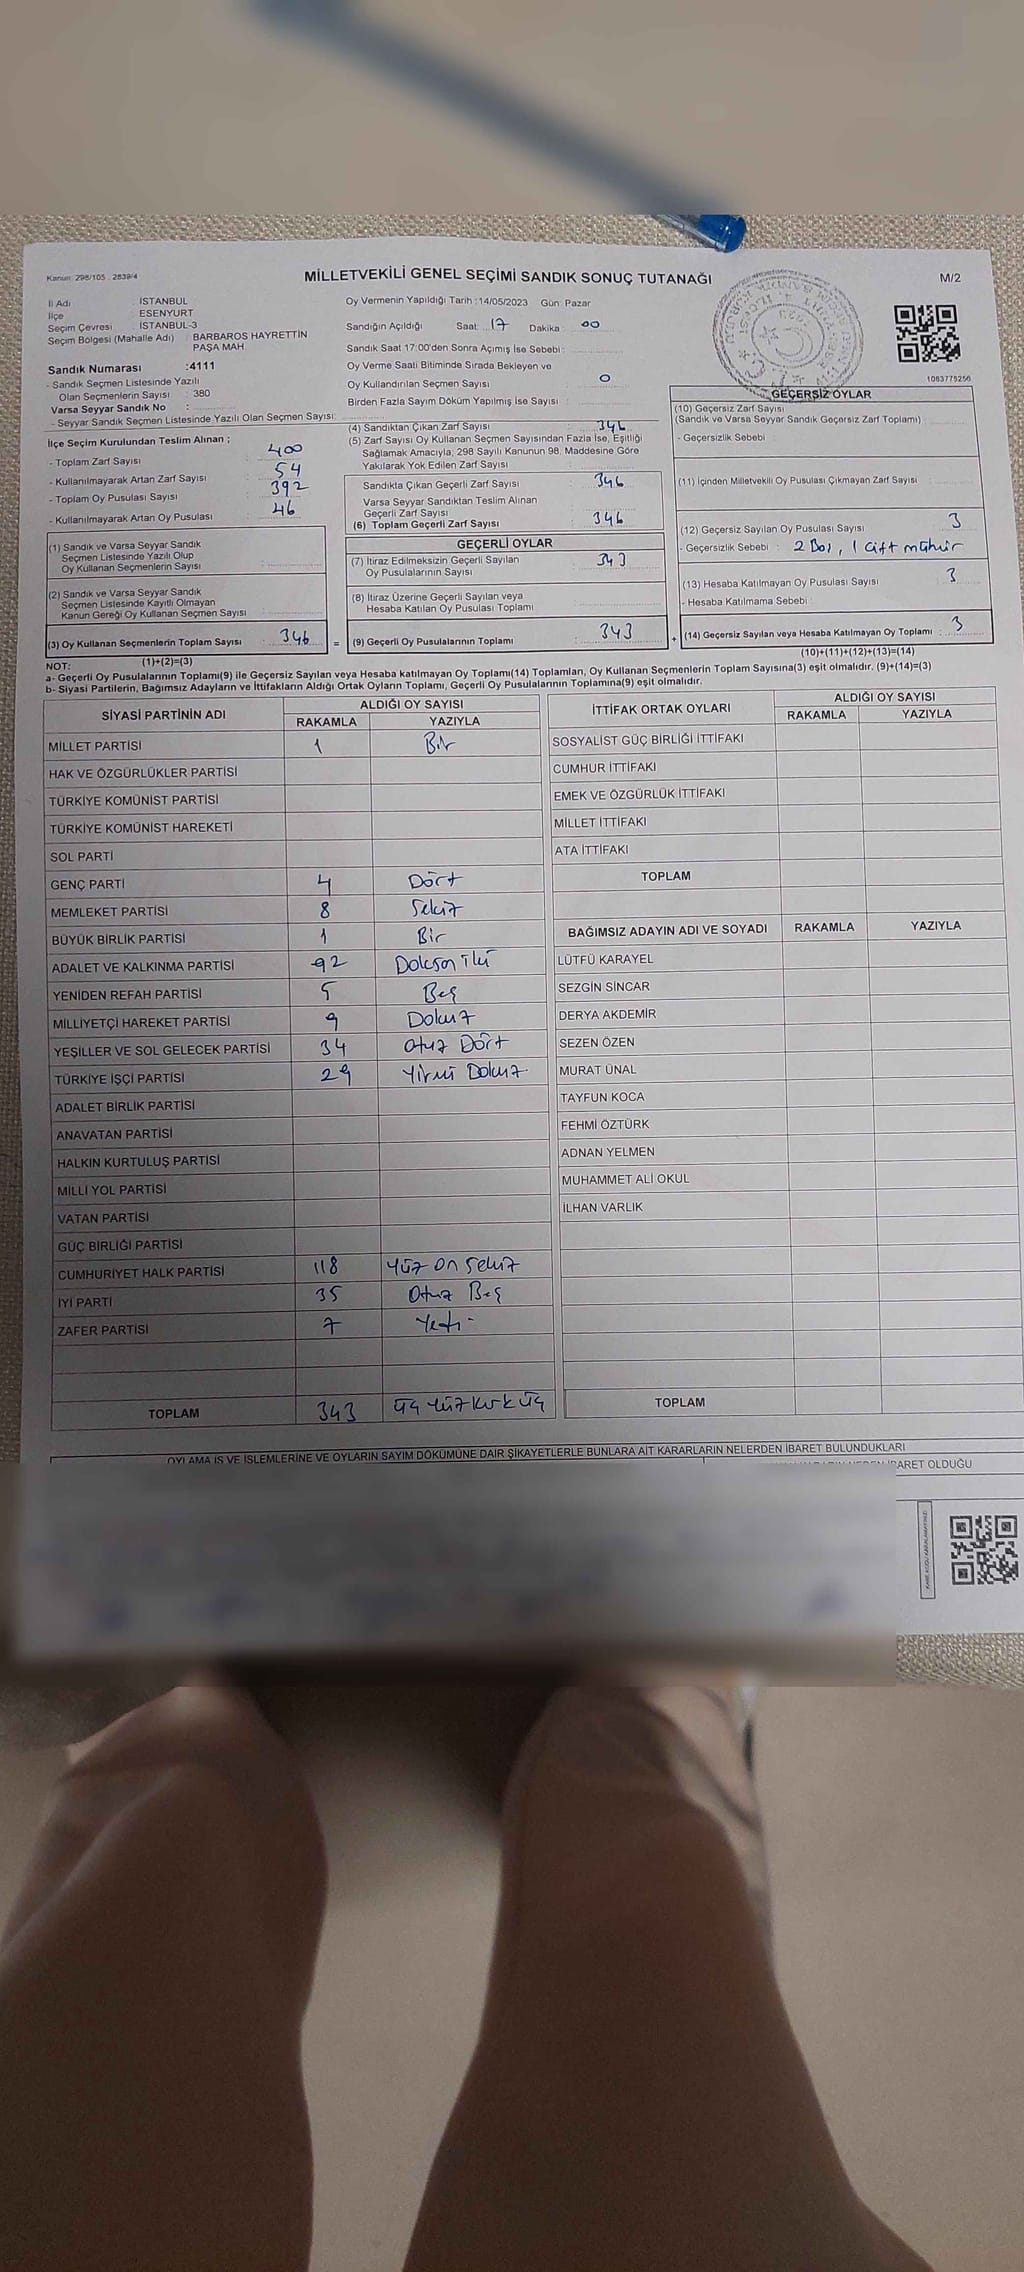 Kanun: 298/105 . 2839/4
MİLLETVEKİLİ GENEL SEÇİMİ SANDIK SONUÇ TUTANAĞI
M/2
İl Adı : İSTANBUL
İlçe : ESENYURT
Seçim Çevresi : İSTANBUL-3
Seçim Bölgesi (Mahalle Adı) : BARBAROS HAYRETTİN
PAŞA MAH.
Sandık Numarası :4111
- Sandık Seçmen Listesinde Yazılı
Olan Seçmenlerin Sayısı : 380
Varsa Seyyar Sandık No :
- Seyyar Sandık Seçmen Listesinde Yazılı Olan Seçmen Sayısı:
Oy Vermenin Yapıldığı Tarih : 14/05/2023 Gün: Pazar
Sandığın Açıldığı Saat : 17 Dakika : 00
Sandık Saat 17:00'den Sonra Açılmış İse Sebebi :
Oy Verme Saati Bitiminde Sırada Bekleyen ve
Oy Kullandırılan Seçmen Sayısı : 0
Birden Fazla Sayım Döküm Yapılmış İse Sayısı :
1083775256
İlçe Seçim Kurulundan Teslim Alınan ;
- Toplam Zarf Sayısı : 400
- Kullanılmayarak Artan Zarf Sayısı : 54
- Toplam Oy Pusulası Sayısı : 392
- Kullanılmayarak Artan Oy Pusulası : 46
(4) Sandıktan Çıkan Zarf Sayısı : 346
(5) Zarf Sayısı Oy Kullanan Seçmen Sayısından Fazla İse, Eşitliği
Sağlamak Amacıyla, 298 Sayılı Kanunun 98. Maddesine Göre
Yakılarak Yok Edilen Zarf Sayısı :
Sandıkta Çıkan Geçerli Zarf Sayısı : 346
Varsa Seyyar Sandıktan Teslim Alınan
Geçerli Zarf Sayısı :
(6) Toplam Geçerli Zarf Sayısı : 346
GEÇERSİZ OYLAR
(10) Geçersiz Zarf Sayısı
(Sandık ve Varsa Seyyar Sandık Geçersiz Zarf Toplamı) :
- Geçersizlik Sebebi :
(11) İçinden Milletvekili Oy Pusulası Çıkmayan Zarf Sayısı :
(12) Geçersiz Sayılan Oy Pusulası Sayısı : 3
- Geçersizlik Sebebi : 2 Boş, 1 Çift mühür
(13) Hesaba Katılmayan Oy Pusulası Sayısı : 3
- Hesaba Katılmama Sebebi :
(14) Geçersiz Sayılan veya Hesaba Katılmayan Oy Toplamı : 3
(10)+(11)+(12)+(13)=(14)
(1) Sandık ve Varsa Seyyar Sandık
Seçmen Listesinde Yazılı Olup
Oy Kullanan Seçmenlerin Sayısı :
(2) Sandık ve Varsa Seyyar Sandık
Seçmen Listesinde Kayıtlı Olmayan
Kanun Gereği Oy Kullanan Seçmen Sayısı :
(3) Oy Kullanan Seçmenlerin Toplam Sayısı : 346 =
(1)+(2)=(3)
GEÇERLİ OYLAR
(7) İtiraz Edilmeksizin Geçerli Sayılan
Oy Pusulalarının Sayısı : 343
(8) İtiraz Üzerine Geçerli Sayılan veya
Hesaba Katılan Oy Pusulası Toplamı :
(9) Geçerli Oy Pusulalarının Toplamı : 343 +
NOT:
a- Geçerli Oy Pusulalarının Toplamı(9) ile Geçersiz Sayılan veya Hesaba katılmayan Oy Toplamı(14) Toplamları, Oy Kullanan Seçmenlerin Toplam Sayısına(3) eşit olmalıdır. (9)+(14)=(3)
b- Siyasi Partilerin, Bağımsız Adayların ve İttifakların Aldığı Ortak Oyların Toplamı, Geçerli Oy Pusulalarının Toplamına(9) eşit olmalıdır.
SİYASİ PARTİNİN ADI
ALDIĞI OY SAYISI
RAKAMLA YAZIYLA
MİLLET PARTİSİ 1 Bir
HAK VE ÖZGÜRLÜKLER PARTİSİ
TÜRKİYE KOMÜNİST PARTİSİ
TÜRKİYE KOMÜNİST HAREKETİ
SOL PARTİ
GENÇ PARTİ 4 Dört
MEMLEKET PARTİSİ 8 Sekiz
BÜYÜK BİRLİK PARTİSİ 1 Bir
ADALET VE KALKINMA PARTİSİ 92 Doksan iki
YENİDEN REFAH PARTİSİ 5 Beş
MİLLİYETÇİ HAREKET PARTİSİ 9 Dokuz
YEŞİLLER VE SOL GELECEK PARTİSİ 34 Otuz Dört
TÜRKİYE İŞÇİ PARTİSİ 29 Yirmi Dokuz
ADALET BİRLİK PARTİSİ
ANAVATAN PARTİSİ
HALKIN KURTULUŞ PARTİSİ
MİLLİ YOL PARTİSİ
VATAN PARTİSİ
GÜÇ BİRLİĞİ PARTİSİ
CUMHURİYET HALK PARTİSİ 118 Yüz on sekiz
İYİ PARTİ 35 Otuz Beş
ZAFER PARTİSİ 7 Yedi
TOPLAM 343 Üç Yüz Kırk Üç
İTTİFAK ORTAK OYLARI
ALDIĞI OY SAYISI
RAKAMLA YAZIYLA
SOSYALİST GÜÇ BİRLİĞİ İTTİFAKI
CUMHUR İTTİFAKI
EMEK VE ÖZGÜRLÜK İTTİFAKI
MİLLET İTTİFAKI
ATA İTTİFAKI
TOPLAM
BAĞIMSIZ ADAYIN ADI VE SOYADI RAKAMLA YAZIYLA
LÜTFÜ KARAYEL
SEZGİN SİNCAR
DERYA AKDEMİR
SEZEN ÖZEN
MURAT ÜNAL
TAYFUN KOCA
FEHMİ ÖZTÜRK
ADNAN YELMEN
MUHAMMET ALİ OKUL
İLHAN VARLIK
TOPLAM
OYLAMA İŞ VE İŞLEMLERİNE VE OYLARIN SAYIM DÖKÜMÜNE DAİR ŞİKAYETLERLE BUNLARA AİT KARARLARIN NELERDEN İBARET BULUNDUKLARI
İBARET OLDUĞU